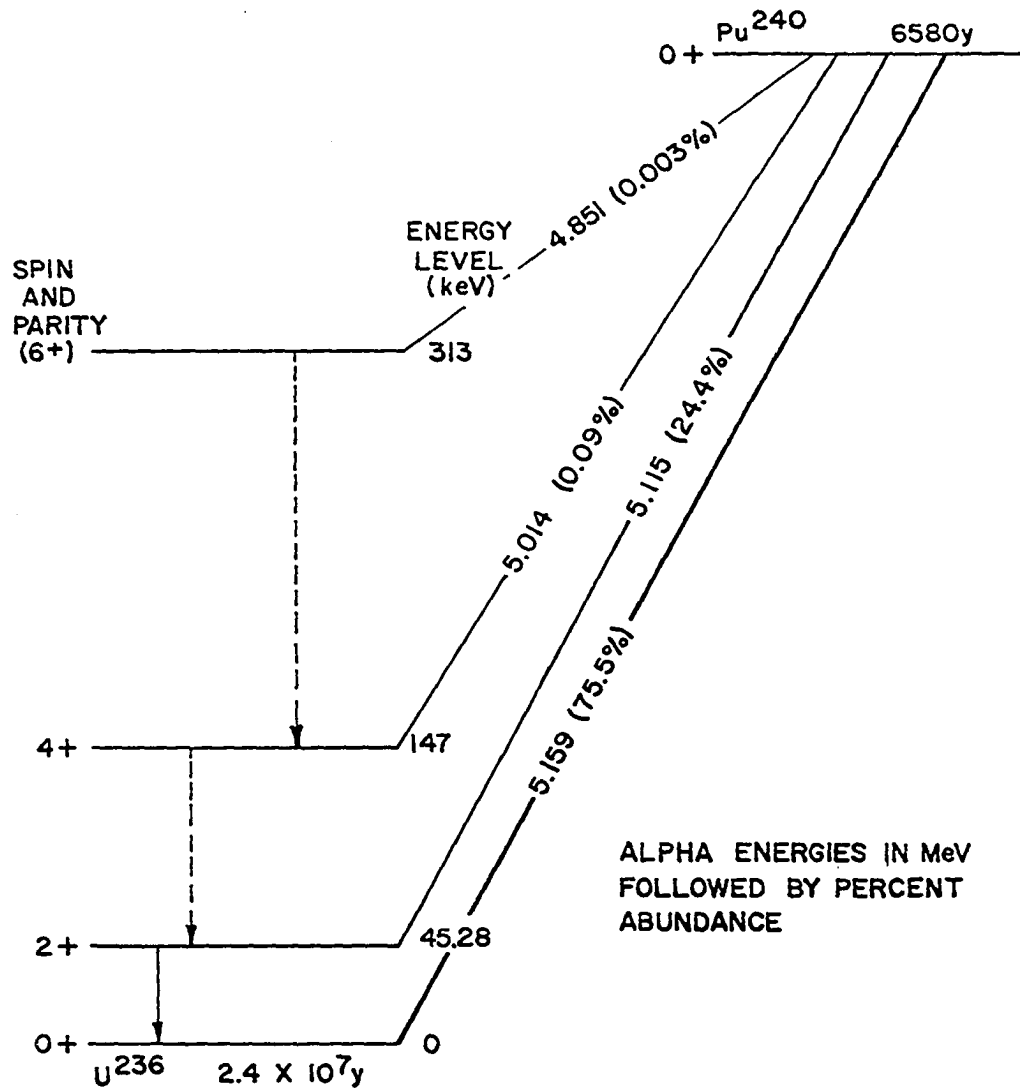 Pu240 6580y
0+
4.851 (0.003%)
ENERGY
LEVEL
(keV)
SPIN
AND
PARITY
(6+)
313
5.014 (0.09%)
5.115 (24.4%)
5.159 (75.5%)
4+
147
ALPHA ENERGIES IN MeV
FOLLOWED BY PERCENT
ABUNDANCE
2+
45.28
0+
0
U236 2.4 X 10⁷y